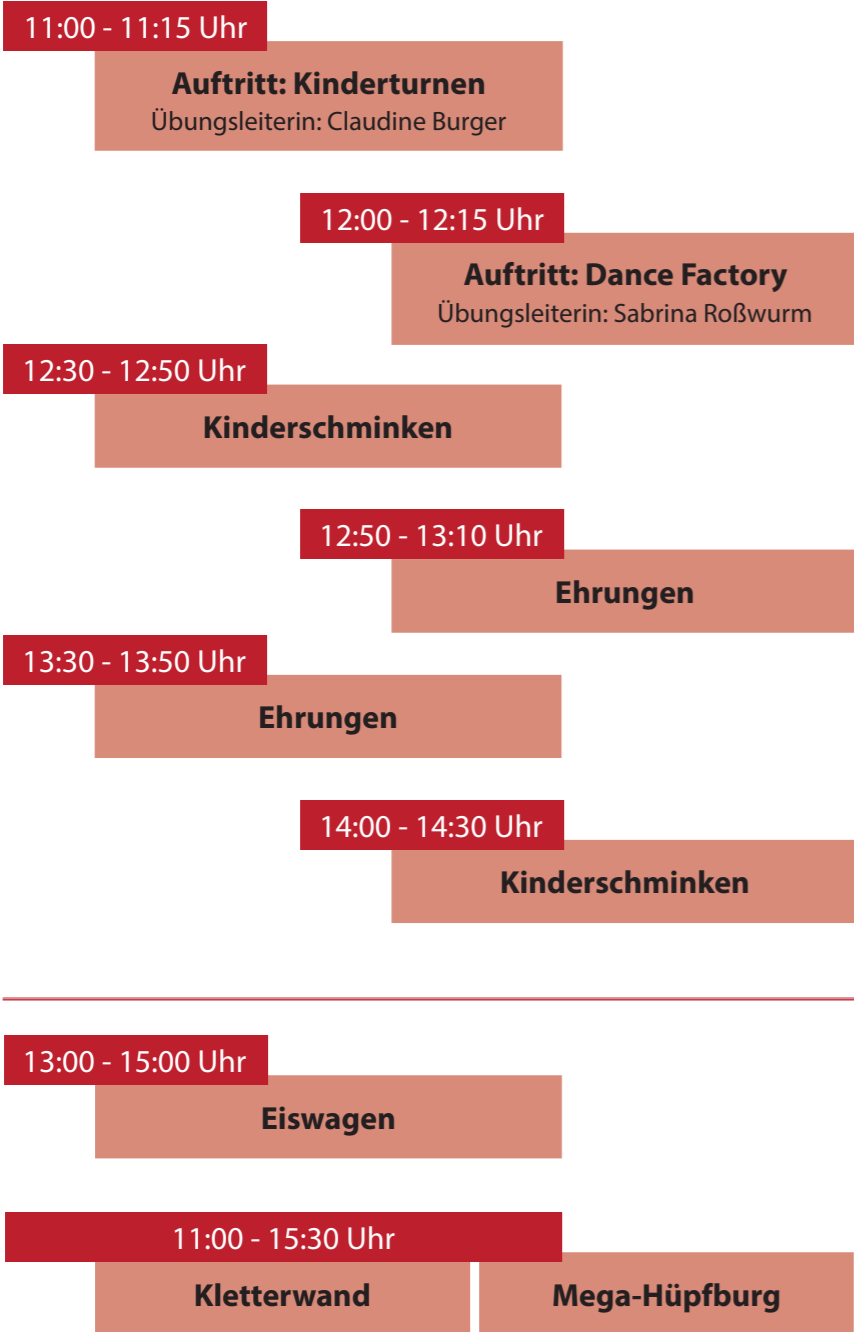 11:00 - 11:15 Uhr
Auftritt: Kinderturnen
Übungsleiterin: Claudine Burger
12:00 - 12:15 Uhr
Auftritt: Dance Factory
Übungsleiterin: Sabrina Roßwurm
12:30 - 12:50 Uhr
Kinderschminken
12:50 - 13:10 Uhr
Ehrungen
13:30 - 13:50 Uhr
Ehrungen
14:00 - 14:30 Uhr
Kinderschminken
13:00 - 15:00 Uhr
Eiswagen
11:00 - 15:30 Uhr
Kletterwand
Mega-Hüpfburg